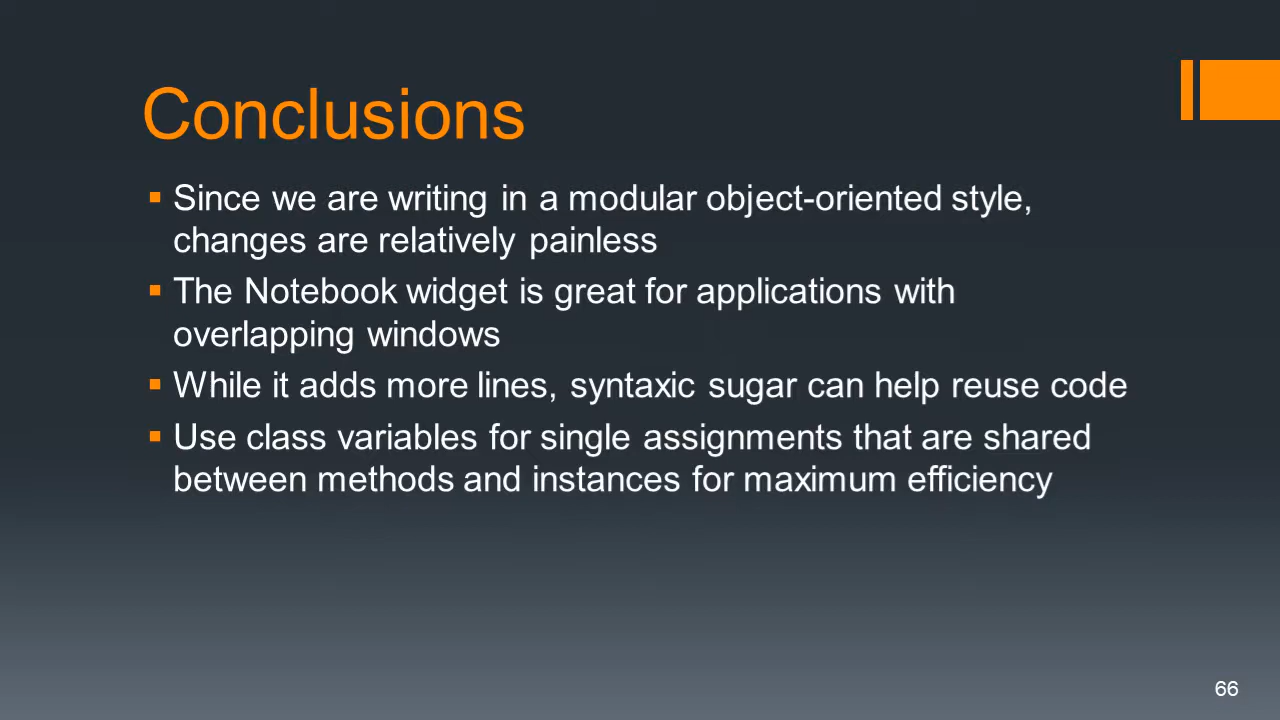 Conclusions
▪ Since we are writing in a modular object-oriented style,
changes are relatively painless
▪ The Notebook widget is great for applications with
overlapping windows
▪ While it adds more lines, syntaxic sugar can help reuse code
▪ Use class variables for single assignments that are shared
between methods and instances for maximum efficiency
66